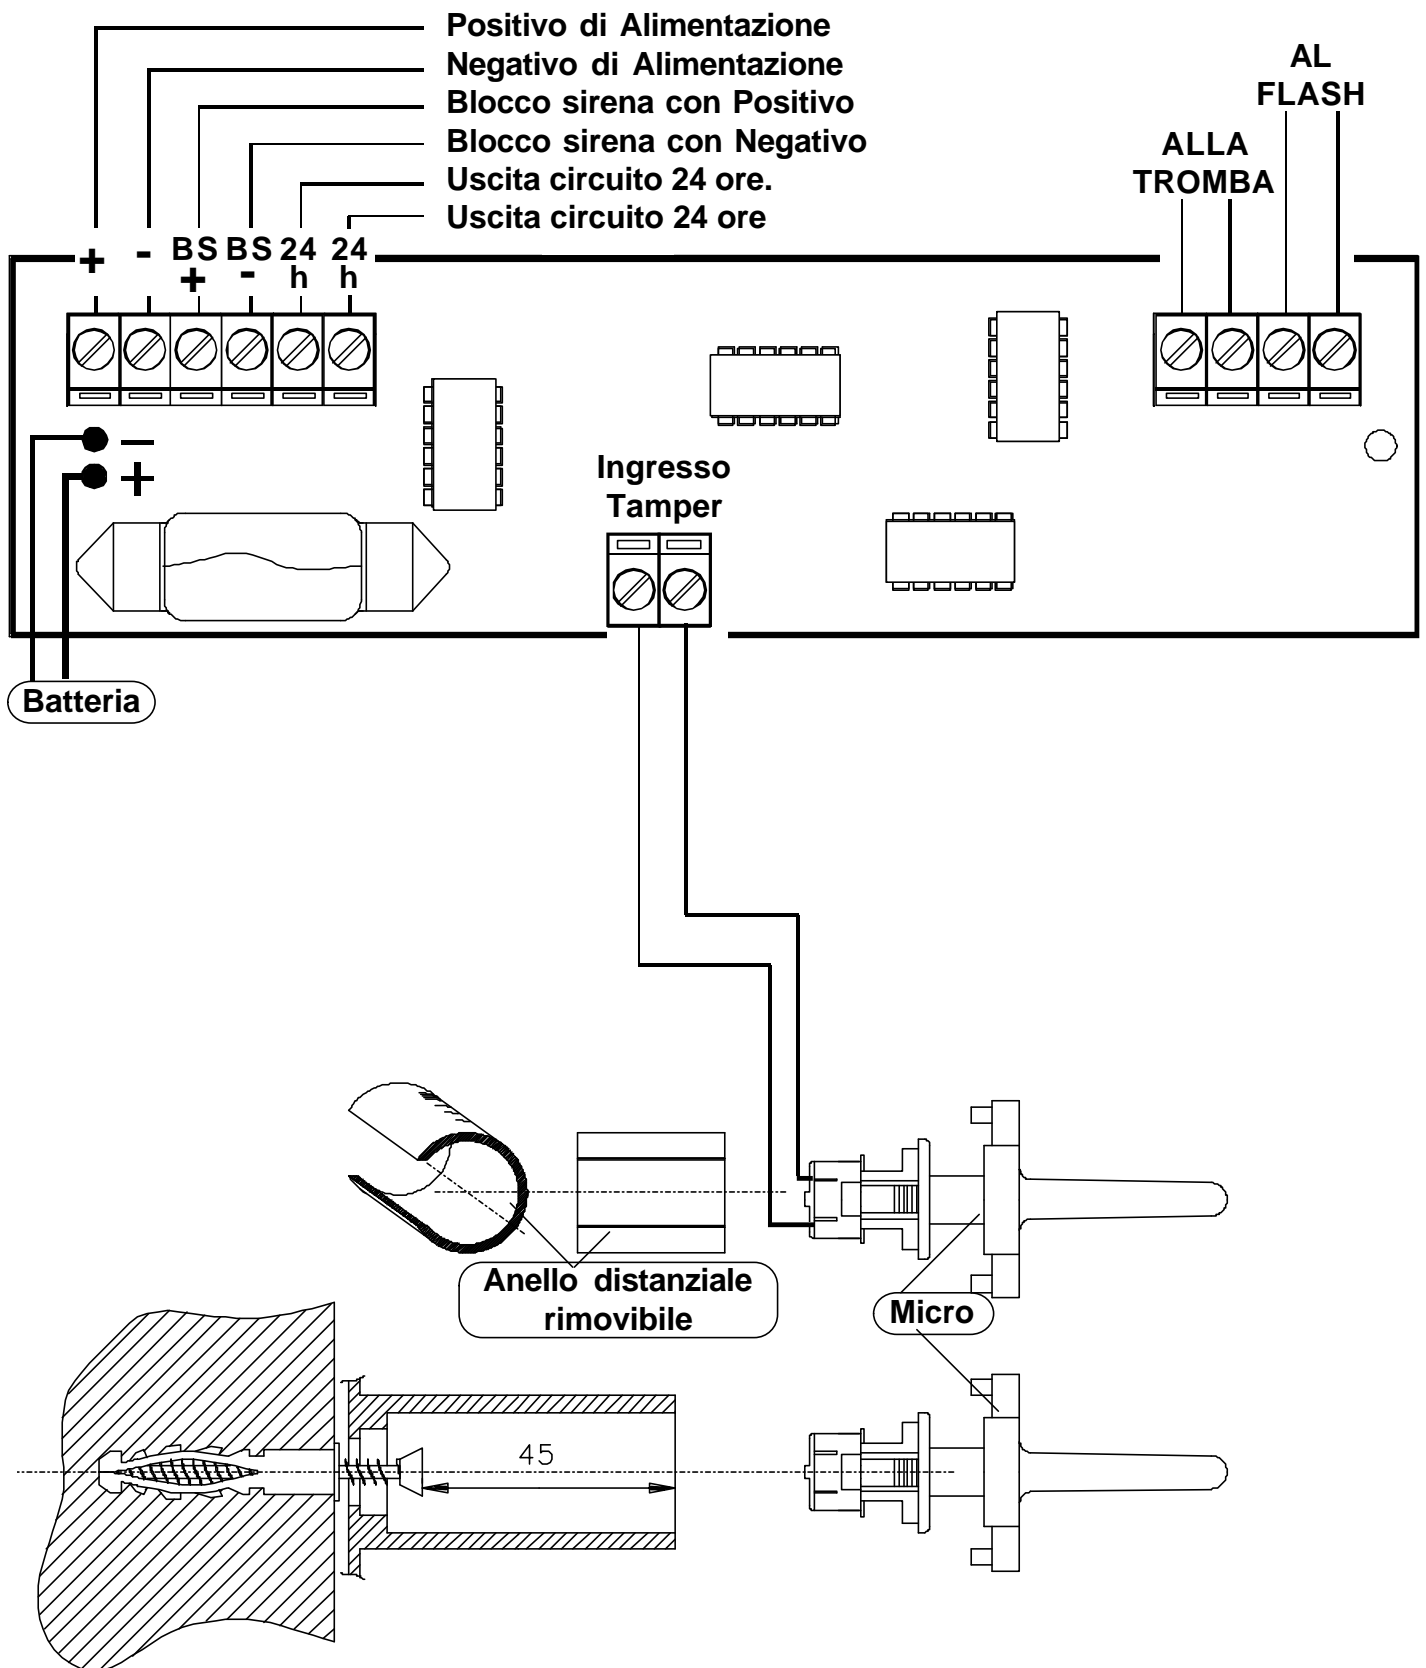 Positivo di Alimentazione
Negativo di Alimentazione
Blocco sirena con Positivo
Blocco sirena con Negativo
Uscita circuito 24 ore.
Uscita circuito 24 ore
AL
FLASH
ALLA
TROMBA
+ - BS BS 24 24
+ - h h
-
+
Ingresso
Tamper
Batteria
Anello distanziale
rimovibile
Micro
45